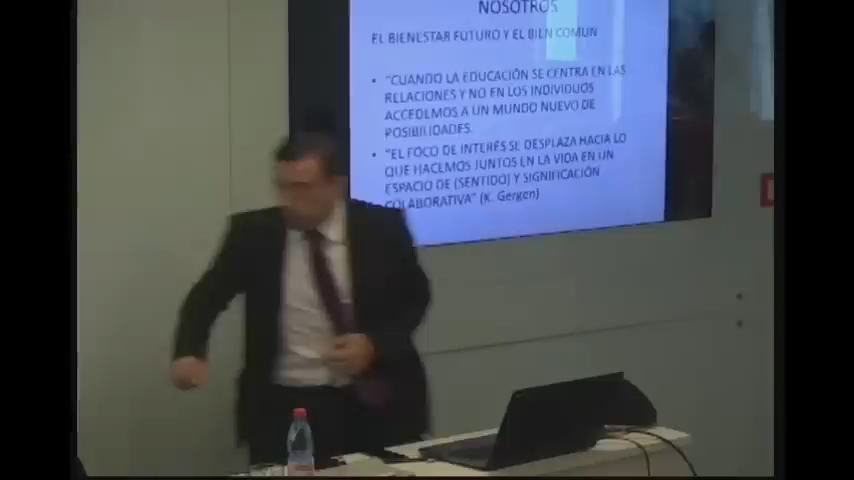 NOSOTROS
EL BIENESTAR FUTURO Y EL BIEN COMUN
• "CUANDO LA EDUCACIÓN SE CENTRA EN LAS
RELACIONES Y NO EN LOS INDIVIDUOS
ACCEDEMOS A UN MUNDO NUEVO DE
POSIBILIDADES.
• "EL FOCO DE INTERÉS SE DESPLAZA HACIA LO
QUE HACEMOS JUNTOS EN LA VIDA EN UN
ESPACIO DE (SENTIDO) Y SIGNIFICACIÓN
COLABORATIVA" (K. Gergen)